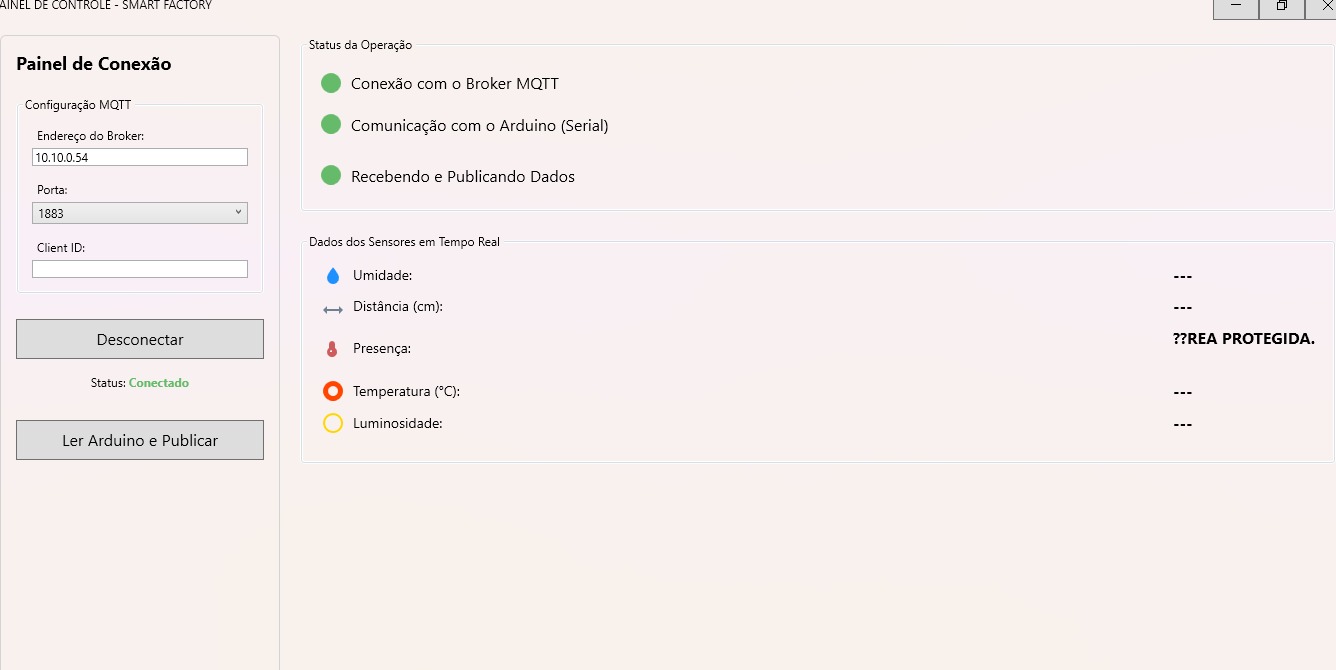 AINEL DE CONTROLE - SMART FACTORY
Painel de Conexão
Configuração MQTT
Endereço do Broker:
10.10.0.54
Porta:
1883
Client ID:
Desconectar
Status: Conectado
Ler Arduino e Publicar
Status da Operação
Conexão com o Broker MQTT
Comunicação com o Arduino (Serial)
Recebendo e Publicando Dados
Dados dos Sensores em Tempo Real
Umidade: ---
Distância (cm): ---
Presença: ??REA PROTEGIDA.
Temperatura (°C): ---
Luminosidade: ---